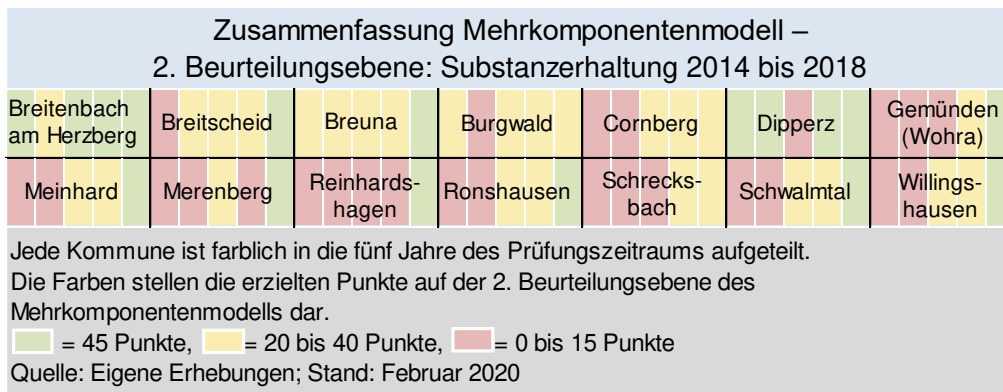 Zusammenfassung Mehrkomponentenmodell –
2. Beurteilungsebene: Substanzerhaltung 2014 bis 2018
Breitenbach
am Herzberg
Breitscheid
Breuna
Burgwald
Cornberg
Dipperz
Gemünden
(Wohra)
Meinhard
Merenberg
Reinhards-
hagen
Ronshausen
Schrecks-
bach
Schwalmtal
Willings-
hausen
Jede Kommune ist farblich in die fünf Jahre des Prüfungszeitraums aufgeteilt.
Die Farben stellen die erzielten Punkte auf der 2. Beurteilungsebene des
Mehrkomponentenmodells dar.
= 45 Punkte, = 20 bis 40 Punkte, = 0 bis 15 Punkte
Quelle: Eigene Erhebungen; Stand: Februar 2020